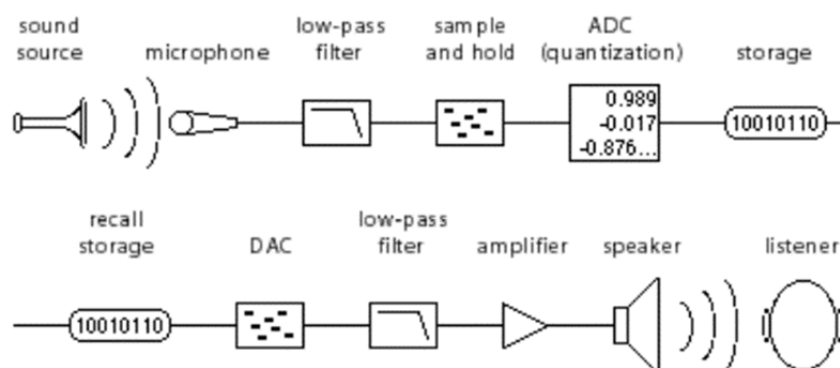 sound source
microphone
low-pass filter
sample and hold
ADC (quantization)
storage
0.989
-0.017
-0.876...
10010110
recall storage
DAC
low-pass filter
amplifier
speaker
listener
10010110